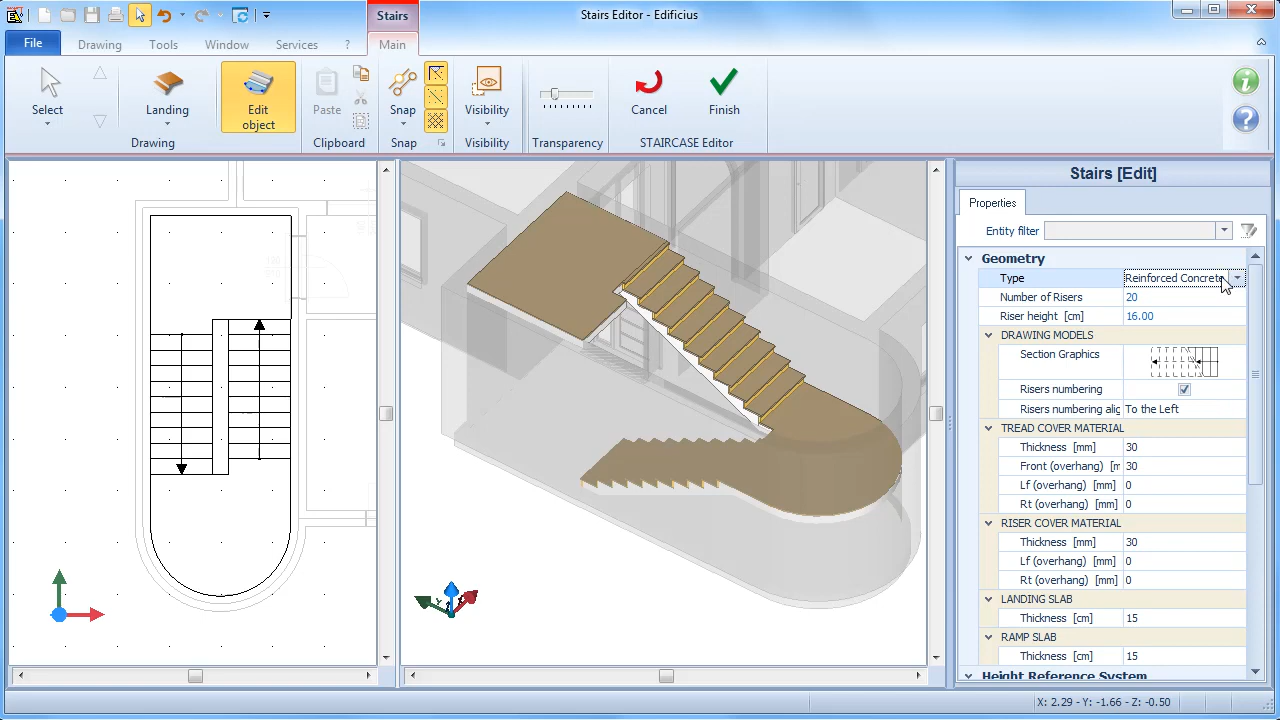 Stairs
Stairs Editor - Edificius
File
Drawing
Tools
Window
Services
?
Main
Select
Landing
Edit
object
Drawing
Paste
Clipboard
Snap
Snap
Visibility
Visibility
Transparency
Cancel
Finish
STAIRCASE Editor
Stairs [Edit]
Properties
Entity filter
Geometry
Type Reinforced Concrete
Number of Risers 20
Riser height [cm] 16.00
DRAWING MODELS
Section Graphics
Risers numbering
Risers numbering alig To the Left
TREAD COVER MATERIAL
Thickness [mm] 30
Front (overhang) [m 30
Lf (overhang) [mm] 0
Rt (overhang) [mm] 0
RISER COVER MATERIAL
Thickness [mm] 30
Lf (overhang) [mm] 0
Rt (overhang) [mm] 0
LANDING SLAB
Thickness [cm] 15
RAMP SLAB
Thickness [cm] 15
Height Reference System
X: 2.29 - Y: -1.66 - Z: -0.50